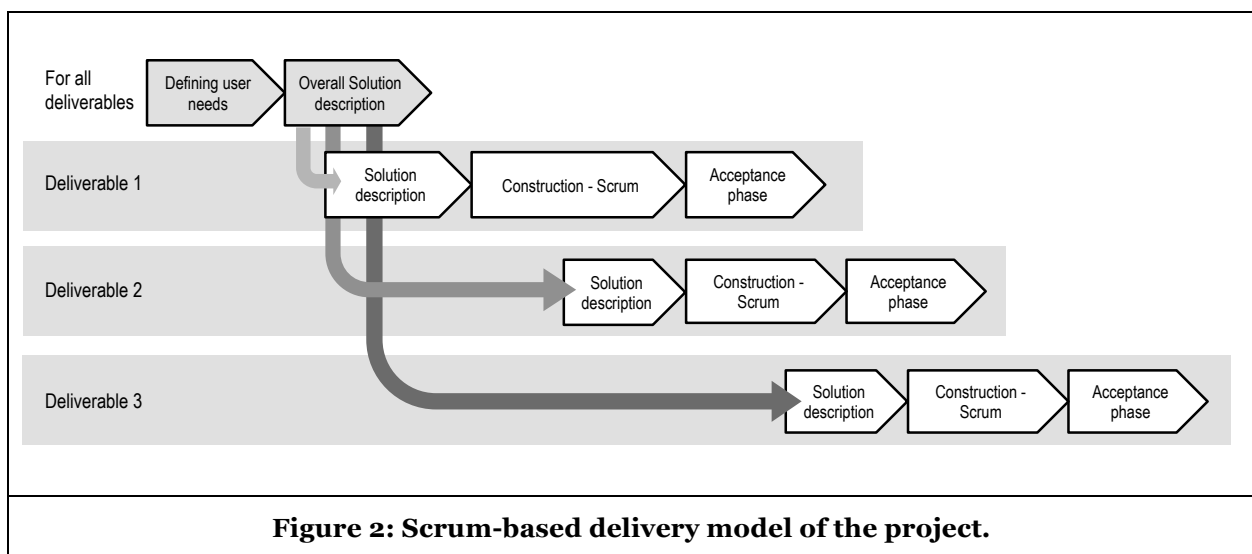 For all
deliverables
Defining user
needs
Overall Solution
description
Deliverable 1
Solution
description
Construction - Scrum
Acceptance
phase
Deliverable 2
Solution
description
Construction -
Scrum
Acceptance
phase
Deliverable 3
Solution
description
Construction -
Scrum
Acceptance
phase
Figure 2: Scrum-based delivery model of the project.